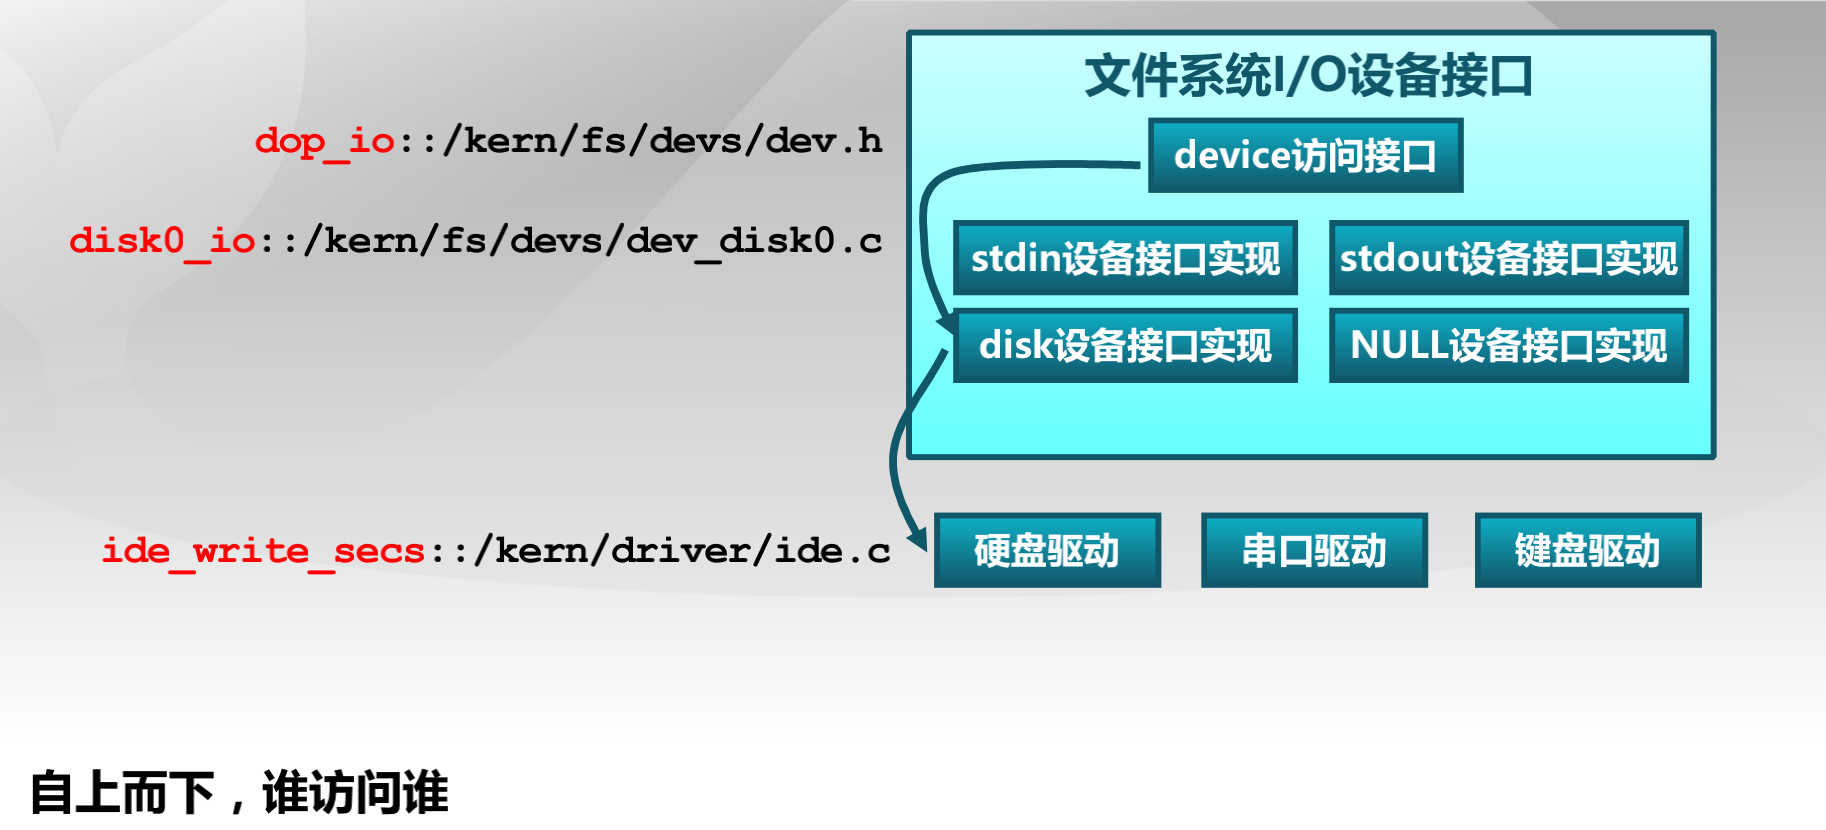 文件系统I/O设备接口
dop_io::/kern/fs/devs/dev.h
device访问接口
disk0_io::/kern/fs/devs/dev_disk0.c
stdin设备接口实现
stdout设备接口实现
disk设备接口实现
NULL设备接口实现
ide_write_secs::/kern/driver/ide.c
硬盘驱动
串口驱动
键盘驱动
自上而下，谁访问谁